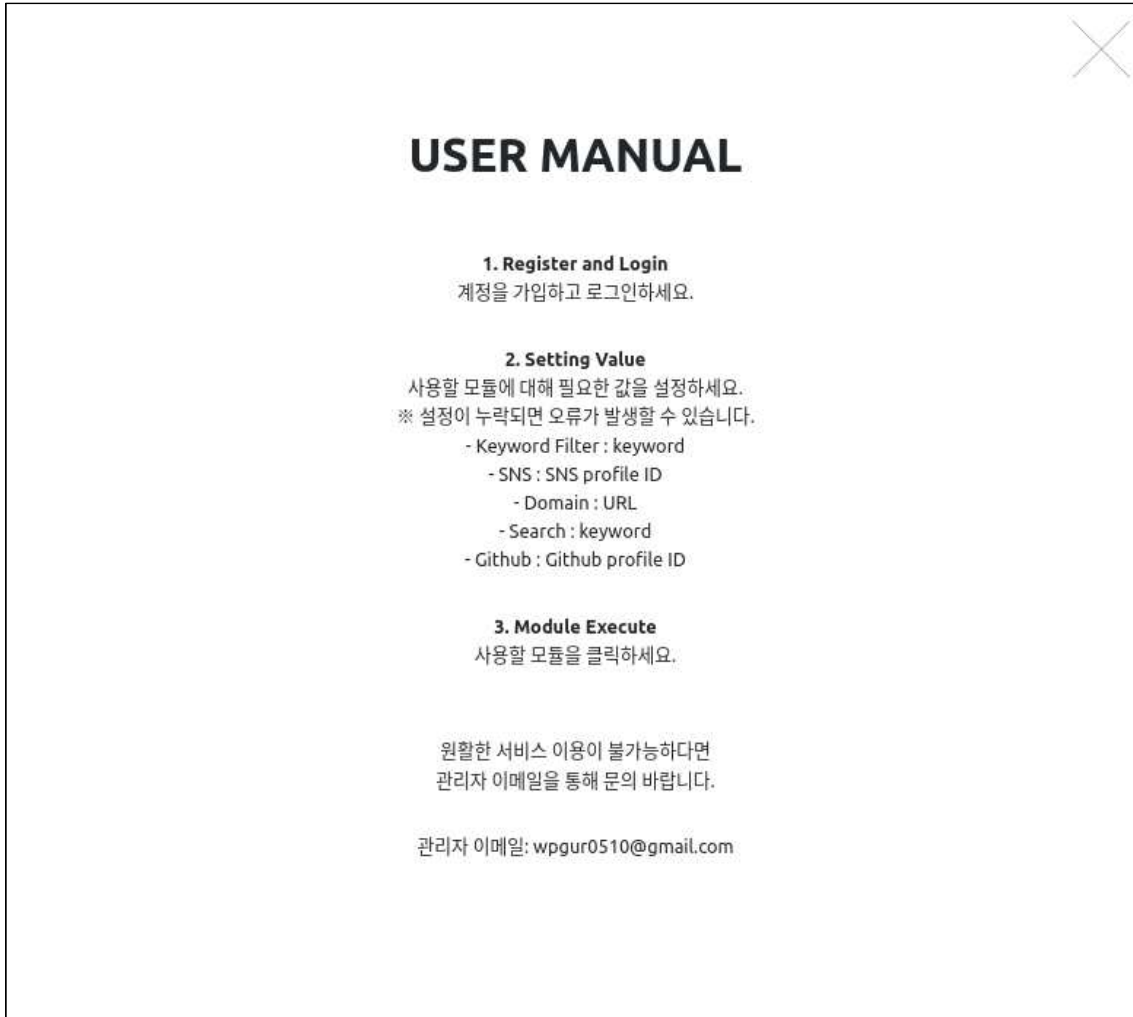 USER MANUAL
1. Register and Login
계정을 가입하고 로그인하세요.
2. Setting Value
사용할 모듈에 대해 필요한 값을 설정하세요.
※ 설정이 누락되면 오류가 발생할 수 있습니다.
- Keyword Filter : keyword
- SNS : SNS profile ID
- Domain : URL
- Search : keyword
- Github : Github profile ID
3. Module Execute
사용할 모듈을 클릭하세요.
원활한 서비스 이용이 불가능하다면
관리자 이메일을 통해 문의 바랍니다.
관리자 이메일: wpgur0510@gmail.com